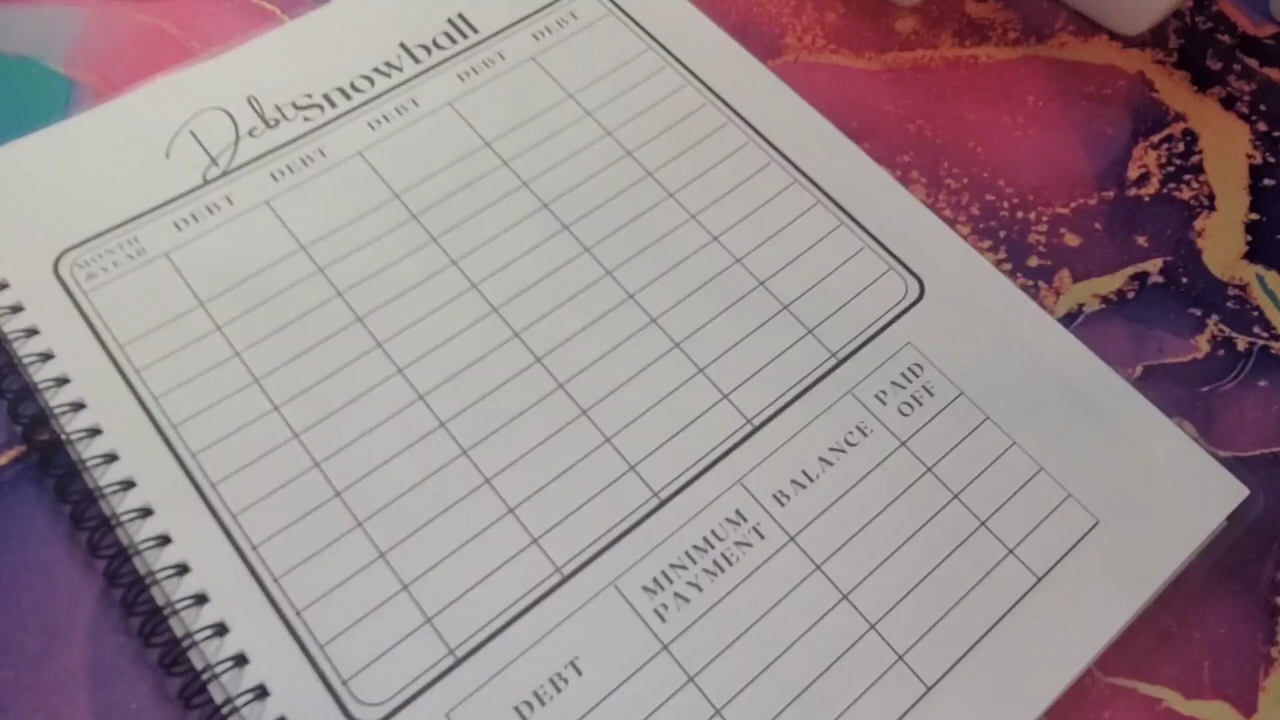 Debt Snowball
MONTH
&YEAR
DEBT
DEBT
DEBT
DEBT
DEBT
DEBT
MINIMUM
PAYMENT
BALANCE
PAID
OFF